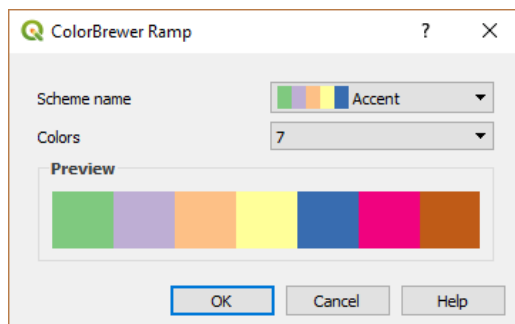 ColorBrewer Ramp ?
Scheme name Accent
Colors 7
Preview
OK Cancel Help